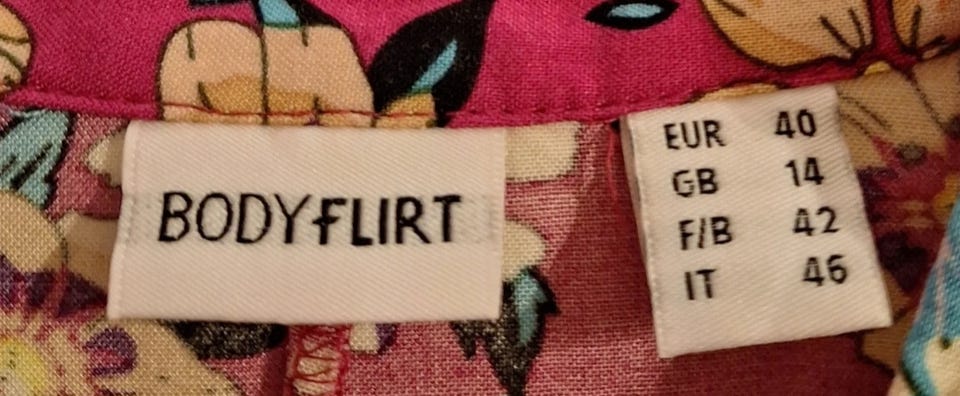 BODYFLIRT
EUR 40
GB 14
F/B 42
IT 46